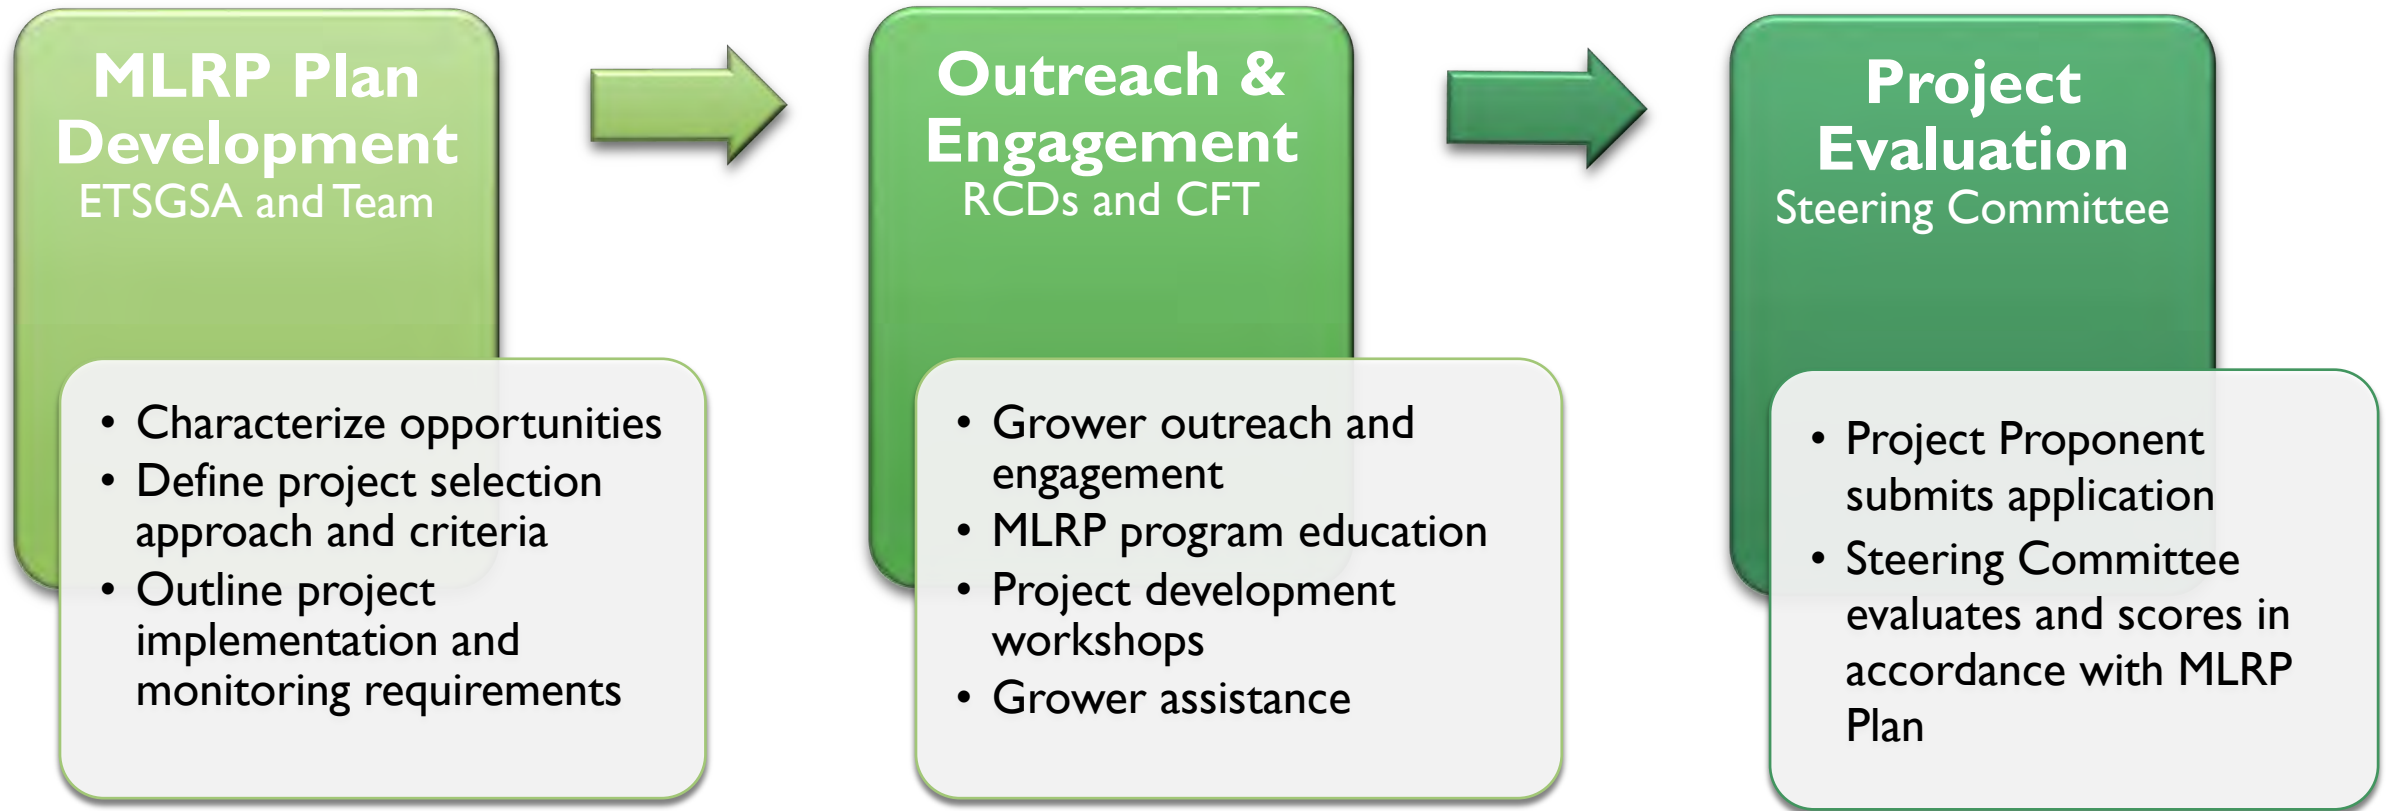 MLRP Plan
Development
ETSGSA and Team
• Characterize opportunities
• Define project selection
approach and criteria
• Outline project
implementation and
monitoring requirements
Outreach &
Engagement
RCDs and CFT
• Grower outreach and
engagement
• MLRP program education
• Project development
workshops
• Grower assistance
Project
Evaluation
Steering Committee
• Project Proponent
submits application
• Steering Committee
evaluates and scores in
accordance with MLRP
Plan